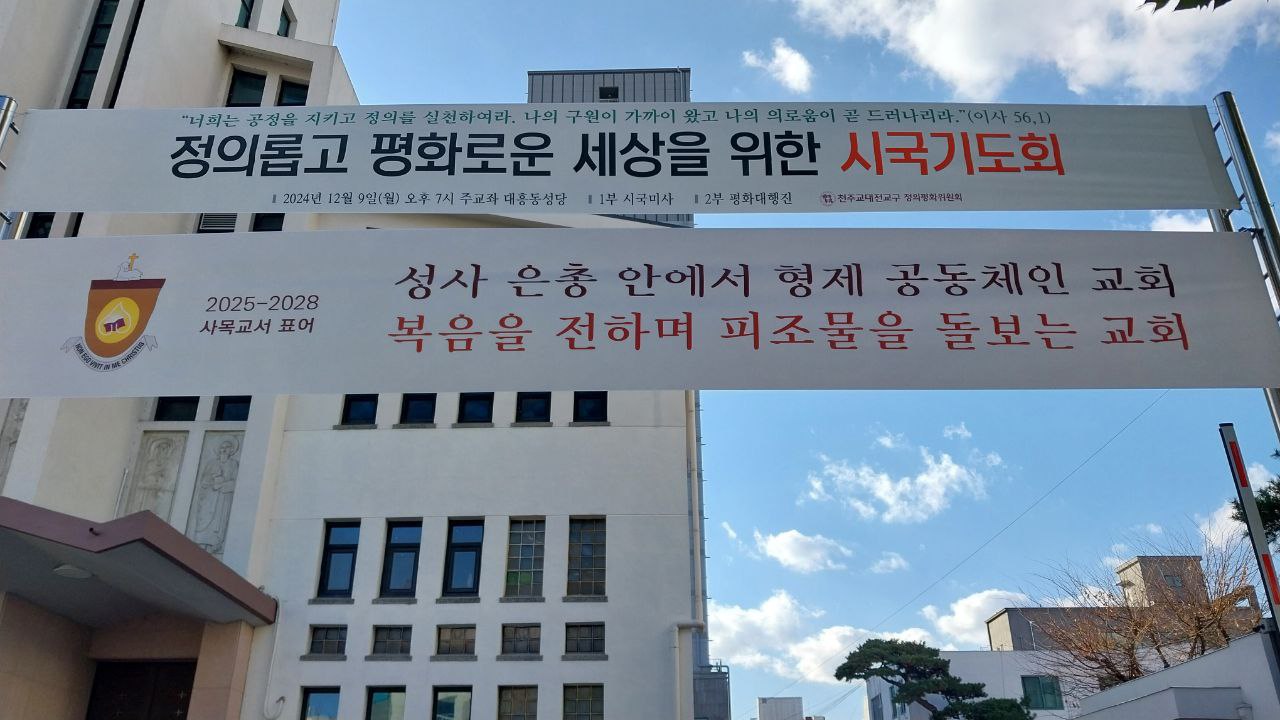 “너희는 공정을 지키고 정의를 실천하여라. 나의 구원이 가까이 왔고 나의 의로움이 곧 드러나리라.”(이사 56,1)
정의롭고 평화로운 세상을 위한 시국기도회
2024년 12월 9일(월) 오후 7시 주교좌 대흥동성당 1부 시국미사 2부 평화대행진 천주교대전교구 정의평화위원회
2025-2028
사목교서 표어
성사 은총 안에서 형제 공동체인 교회
복음을 전하며 피조물을 돌보는 교회
NON EGO VIVIT IN ME CHRISTUS